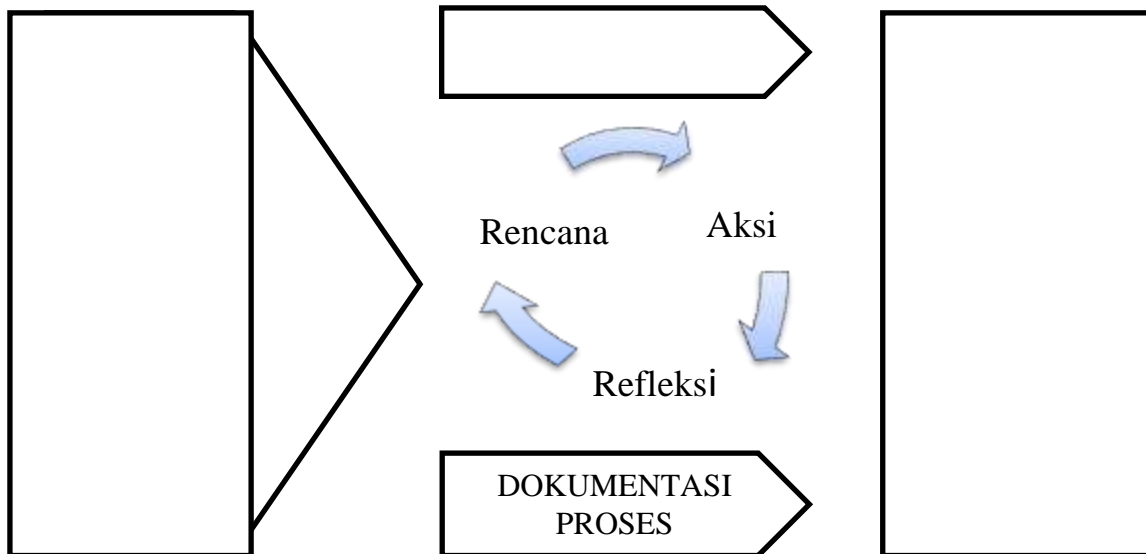 Rencana
Aksi
Refleksi
DOKUMENTASI
PROSES